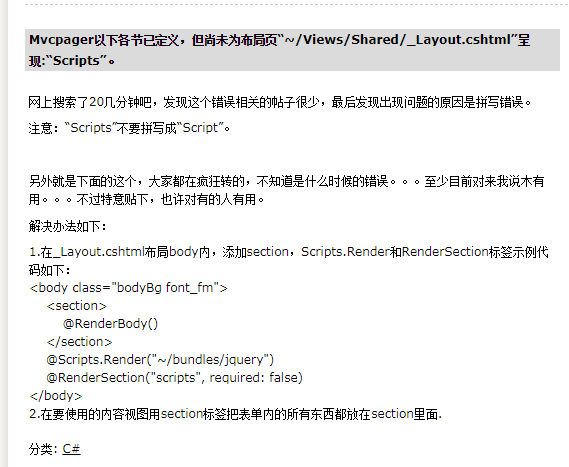 Mvcpager以下各节已定义，但尚未为布局页“~/Views/Shared/_Layout.cshtml”呈
现:“Scripts”。
网上搜索了20几分钟吧，发现这个错误相关的帖子很少，最后发现出现问题的原因是拼写错误。
注意：“Scripts”不要拼写成“Script”。
另外就是下面的这个，大家都在疯狂转的，不知道是什么时候的错误。。。至少目前对来我说木有
用。。。不过特意贴下，也许对有的人有用。
解决办法如下：
1.在_Layout.cshtml布局body内，添加section，Scripts.Render和RenderSection标签示例代
码如下：
<body class="bodyBg font_fm">
    <section>
        @RenderBody()
    </section>
    @Scripts.Render("~/bundles/jquery")
    @RenderSection("scripts", required: false)
</body>
2.在要使用的内容视图用section标签把表单内的所有东西都放在section里面.
分类: C#